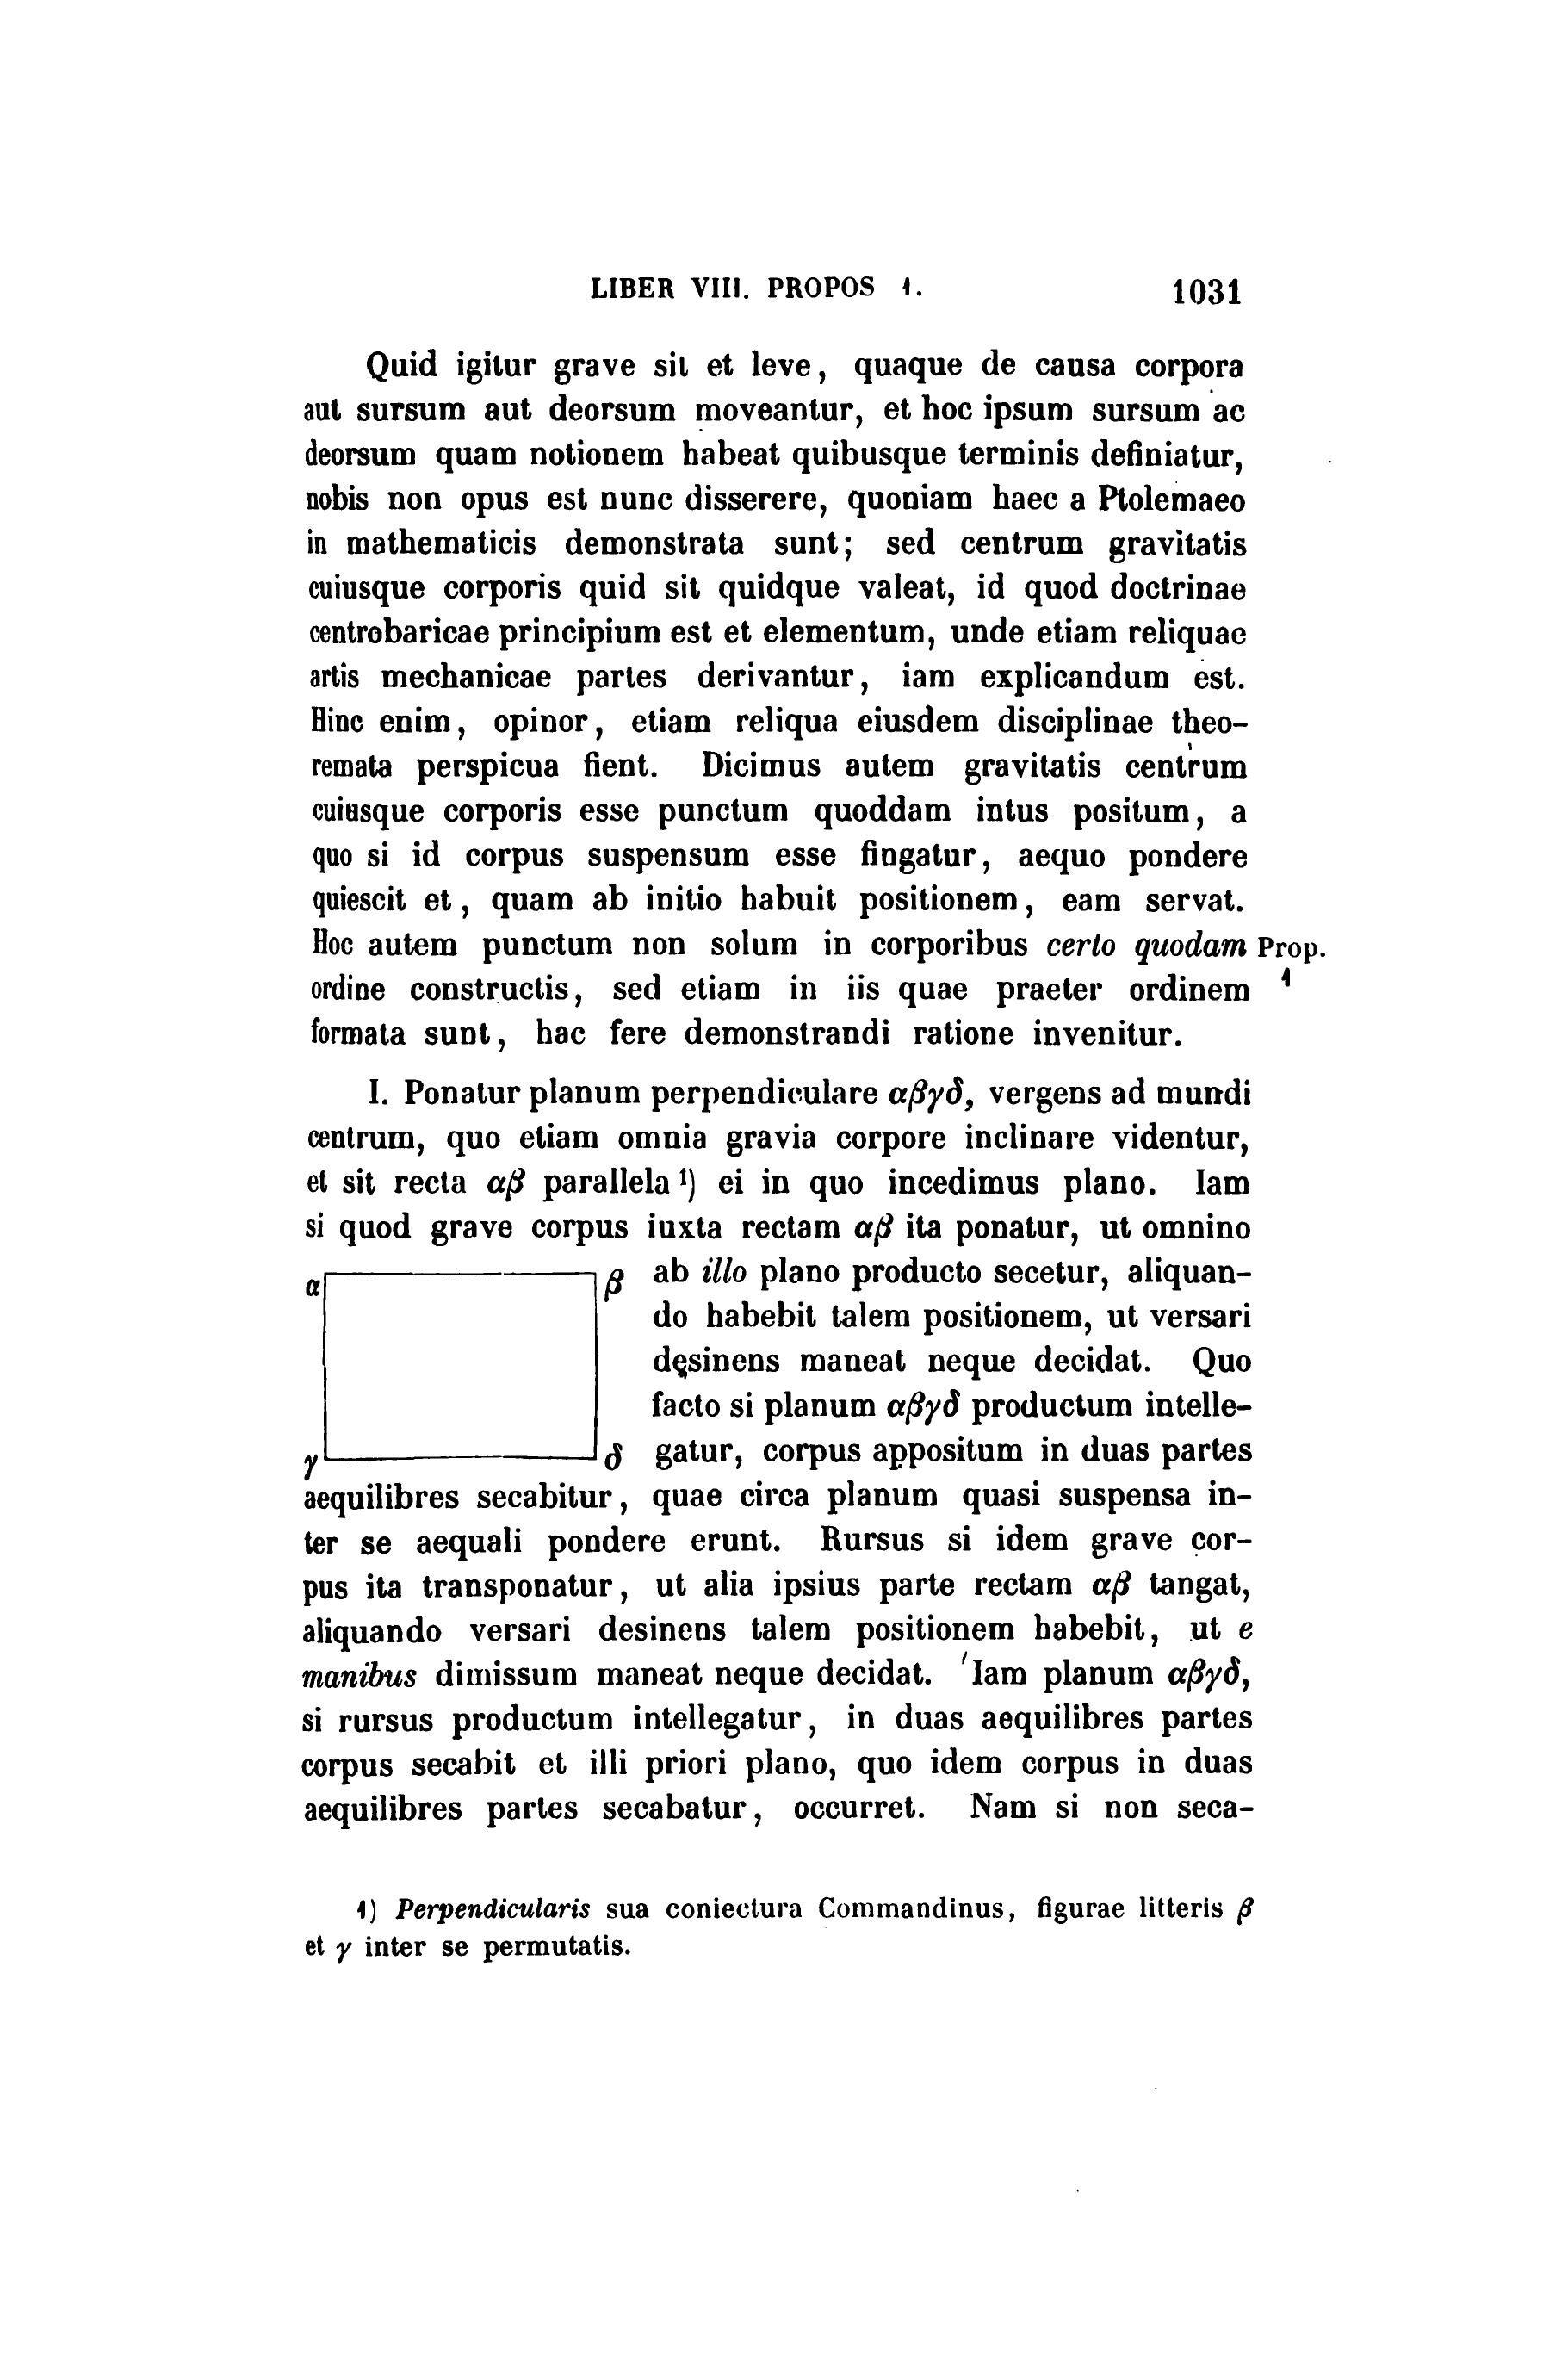 LIBER VIII. PROPOS 1. 1031
Quid igitur grave sit et leve, quaque de causa corpora
aut sursum aut deorsum moveantur, et hoc ipsum sursum ac
deorsum quam notionem habeat quibusque terminis definiatur,
nobis non opus est nunc disserere, quoniam haec a Ptolemaeo
in mathematicis demonstrata sunt; sed centrum gravitatis
cuiusque corporis quid sit quidque valeat, id quod doctrinae
centrobaricae principium est et elementum, unde etiam reliquae
artis mechanicae partes derivantur, iam explicandum est.
Hinc enim, opinor, etiam reliqua eiusdem disciplinae theo-
remata perspicua fient. Dicimus autem gravitatis centrum
cuiusque corporis esse punctum quoddam intus positum, a
quo si id corpus suspensum esse fingatur, aequo pondere
quiescit et, quam ab initio habuit positionem, eam servat.
Hoc autem punctum non solum in corporibus certo quodam Prop.
ordine constructis, sed etiam in iis quae praeter ordinem 1
formata sunt, hac fere demonstrandi ratione invenitur.
I. Ponatur planum perpendiculare αβγδ, vergens ad mundi
centrum, quo etiam omnia gravia corpore inclinare videntur,
et sit recta αβ parallela 1) ei in quo incedimus plano. Iam
si quod grave corpus iuxta rectam αβ ita ponatur, ut omnino
α β ab illo plano producto secetur, aliquan-
do habebit talem positionem, ut versari
desinens maneat neque decidat. Quo
facto si planum αβγδ productum intelle-
γ δ gatur, corpus appositum in duas partes
aequilibres secabitur, quae circa planum quasi suspensa in-
ter se aequali pondere erunt. Rursus si idem grave cor-
pus ita transponatur, ut alia ipsius parte rectam αβ tangat,
aliquando versari desinens talem positionem habebit, ut e
manibus dimissum maneat neque decidat. Iam planum αβγδ,
si rursus productum intellegatur, in duas aequilibres partes
corpus secabit et illi priori plano, quo idem corpus in duas
aequilibres partes secabatur, occurret. Nam si non seca-
1) Perpendicularis sua coniectura Commandinus, figurae litteris β
et γ inter se permutatis.